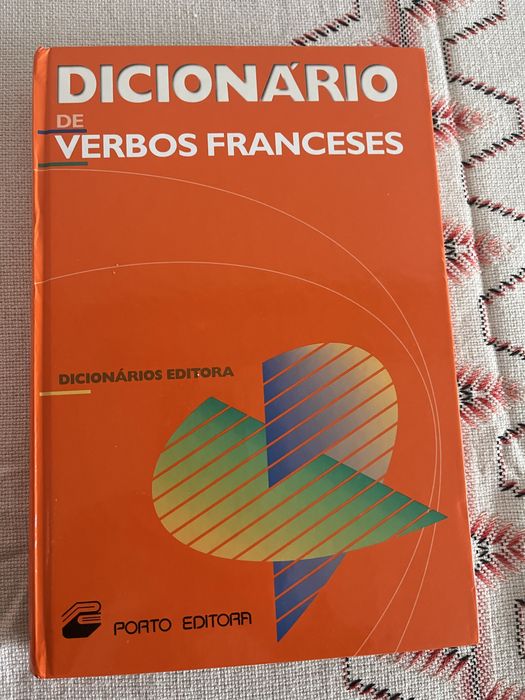 DICIONÁRIO
DE
VERBOS FRANCESES
DICIONÁRIOS EDITORA
PORTO EDITORA